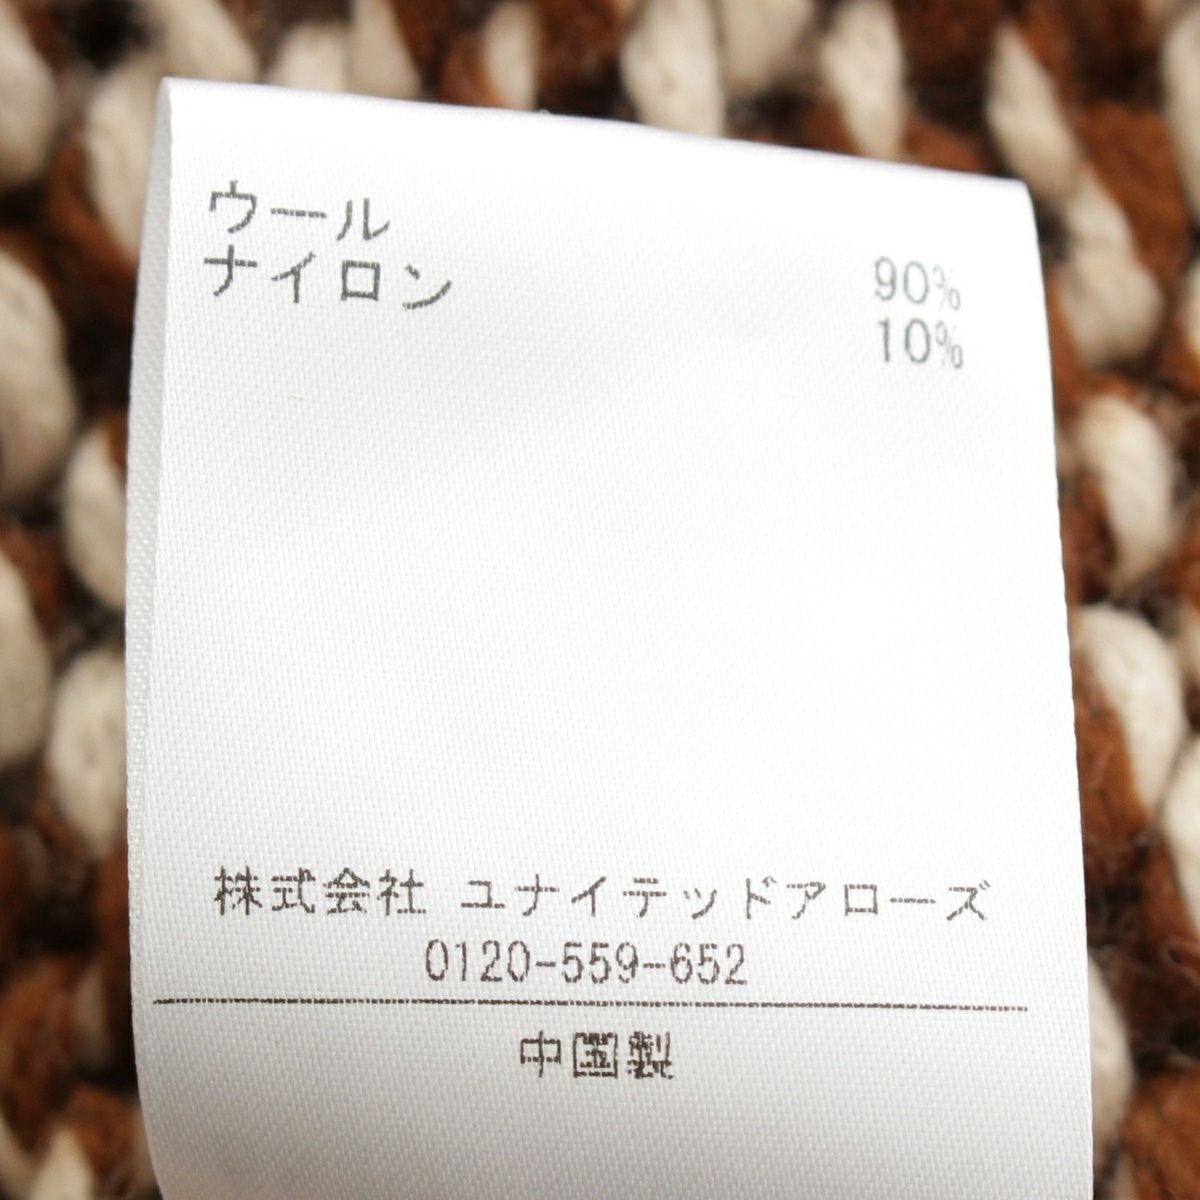 ウール
ナイロン
90%
10%
株式会社 ユナイテッドアローズ
0120-559-652
中国製